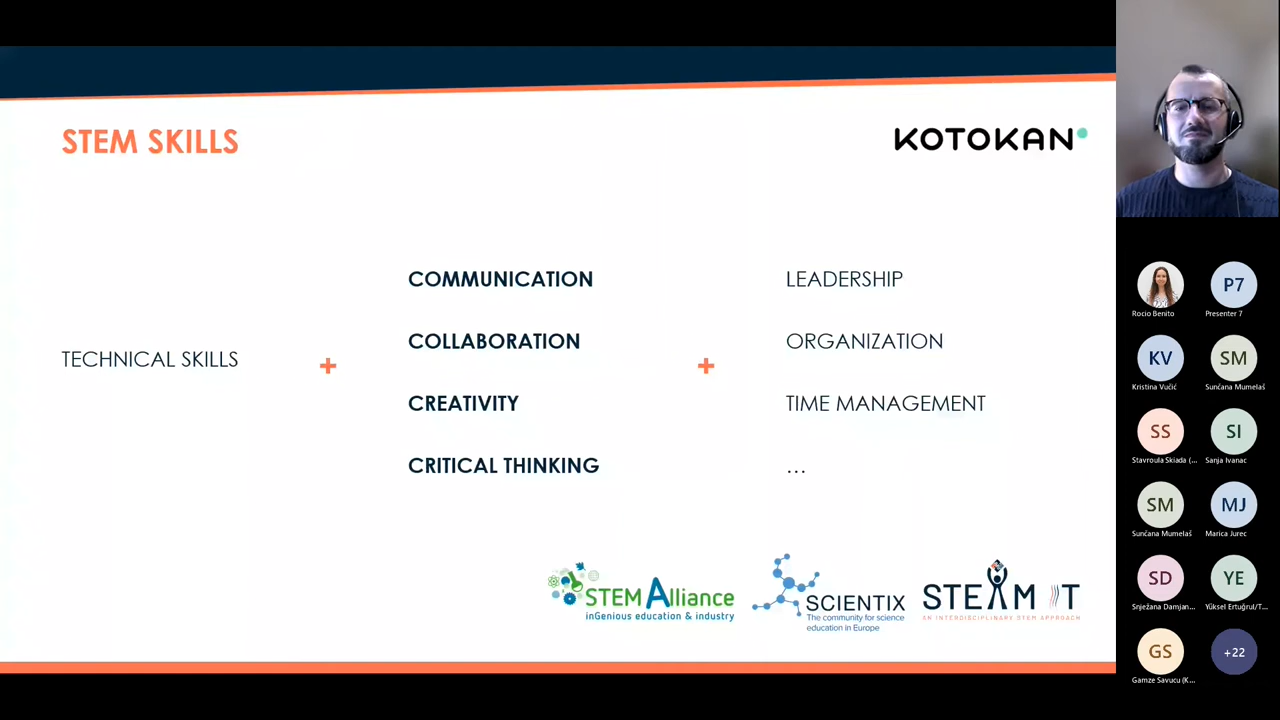 STEM SKILLS
KOTOKAN
TECHNICAL SKILLS
+
COMMUNICATION
COLLABORATION
CREATIVITY
CRITICAL THINKING
+
LEADERSHIP
ORGANIZATION
TIME MANAGEMENT
...
STEM Alliance
inGenious education & industry
SCIENTIX
The community for science
education in Europe
STEAM IT
AN INTERDISCIPLINARY STEM APPROACH
Rocio Benito
P7
Presenter 7
KV
Kristina Vučić
SM
Sunčana Mumelaš
SS
Stavroula Skiada (...
SI
Sanja Ivanac
SM
Sunčana Mumelaš
MJ
Marica Jurec
SD
Snježana Damjan...
YE
Yüksel Ertuğrul/T...
GS
Gamze Savucu (K...
+22